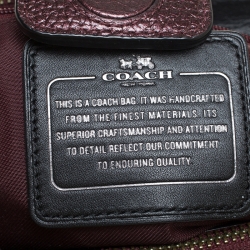 COACH
THIS IS A COACH BAG. IT WAS HANDCRAFTED
FROM THE FINEST MATERIALS. ITS
SUPERIOR CRAFTSMANSHIP AND ATTENTION
TO DETAIL REFLECT OUR COMMITMENT
TO ENDURING QUALITY.